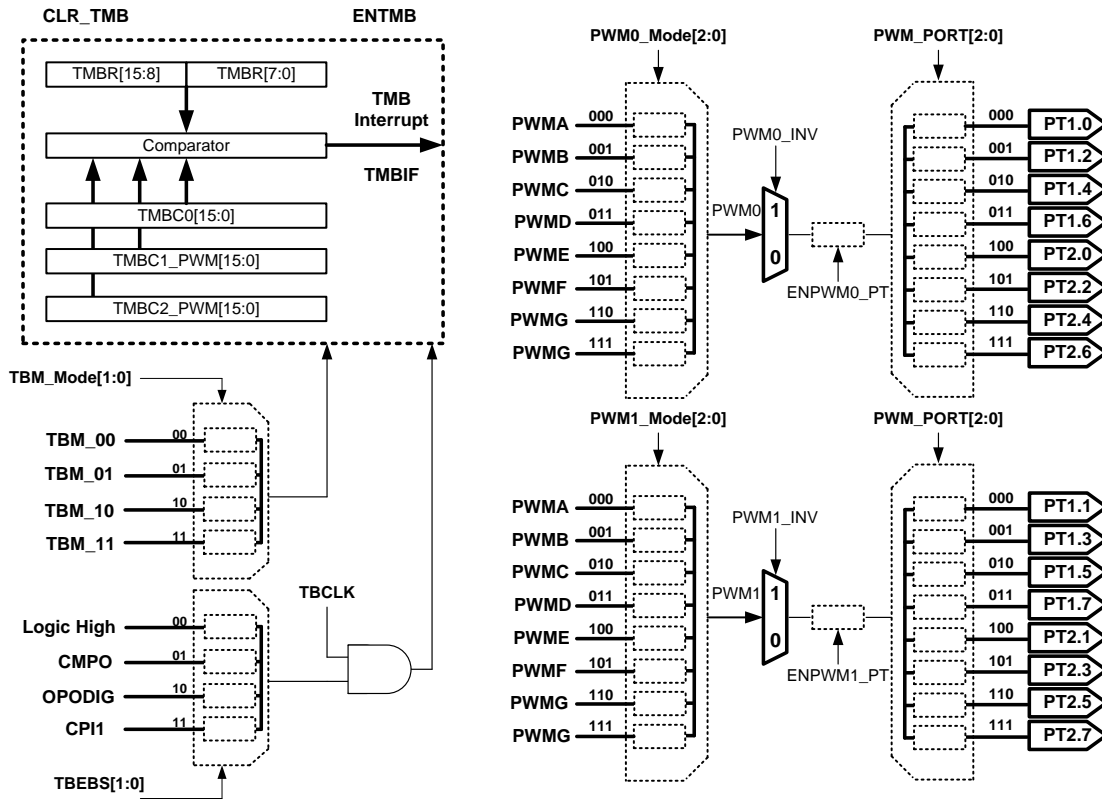 CLR_TMB
ENTMB
TMBR[15:8]
TMBR[7:0]
Comparator
TMB
Interrupt
TMBIF
TMBC0[15:0]
TMBC1_PWM[15:0]
TMBC2_PWM[15:0]
TBM_Mode[1:0]
TBM_00
00
TBM_01
01
TBM_10
10
TBM_11
11
TBCLK
Logic High
00
CMPO
01
OPODIG
10
CPI1
11
TBEBS[1:0]
PWM0_Mode[2:0]
PWMA
000
PWMB
001
PWMC
010
PWMD
011
PWME
100
PWMF
101
PWMG
110
PWMG
111
PWM0_INV
PWM0
1
0
ENPWM0_PT
PWM_PORT[2:0]
000
PT1.0
001
PT1.2
010
PT1.4
011
PT1.6
100
PT2.0
101
PT2.2
110
PT2.4
111
PT2.6
PWM1_Mode[2:0]
PWMA
000
PWMB
001
PWMC
010
PWMD
011
PWME
100
PWMF
101
PWMG
110
PWMG
111
PWM1_INV
PWM1
1
0
ENPWM1_PT
PWM_PORT[2:0]
000
PT1.1
001
PT1.3
010
PT1.5
011
PT1.7
100
PT2.1
101
PT2.3
110
PT2.5
111
PT2.7